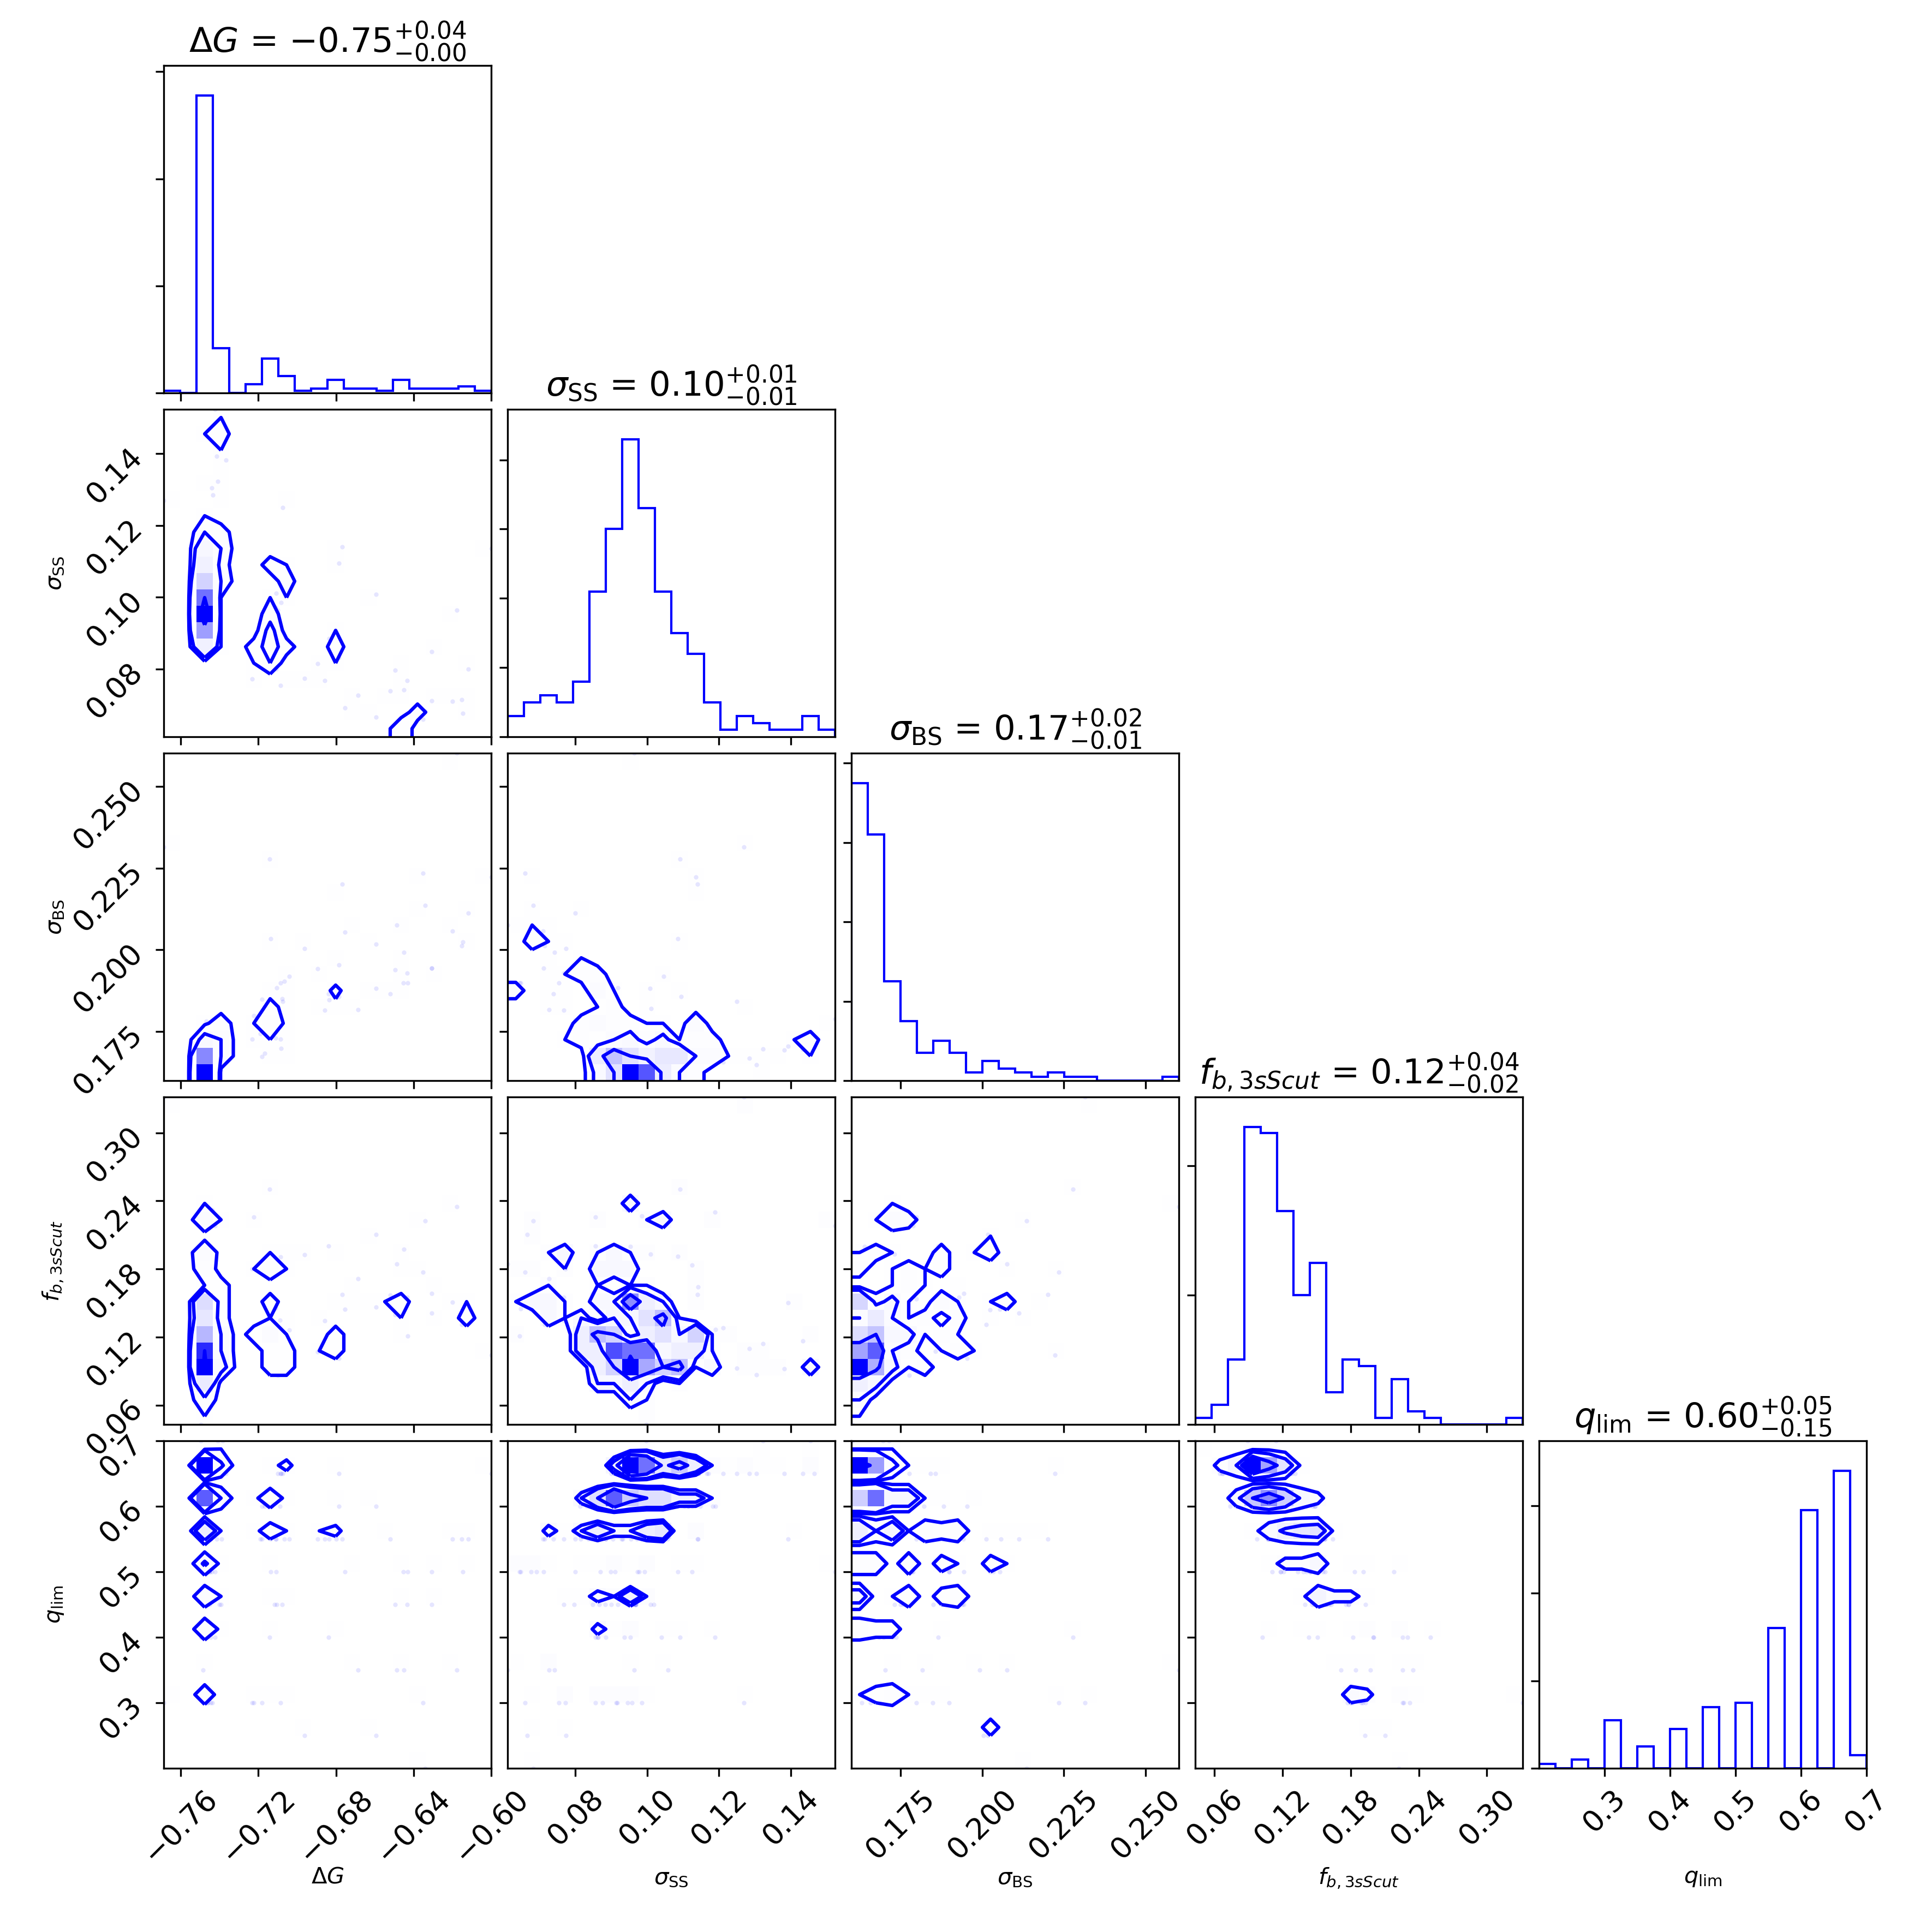 ΔG = −0.75 +0.04 −0.00
σSS = 0.10 +0.01 −0.01
0.14
0.12
0.10
0.08
σSS
σBS = 0.17 +0.02 −0.01
0.250
0.225
0.200
0.175
σBS
fb, 3sScut = 0.12 +0.04 −0.02
0.30
0.24
0.18
0.12
0.06
fb, 3sScut
qlim = 0.60 +0.05 −0.15
0.7
0.6
0.5
0.4
0.3
qlim
−0.76 −0.72 −0.68 −0.64 −0.60 0.08 0.10 0.12 0.14 0.175 0.200 0.225 0.250 0.06 0.12 0.18 0.24 0.30 0.3 0.4 0.5 0.6 0.7
ΔG σSS σBS fb, 3sScut qlim